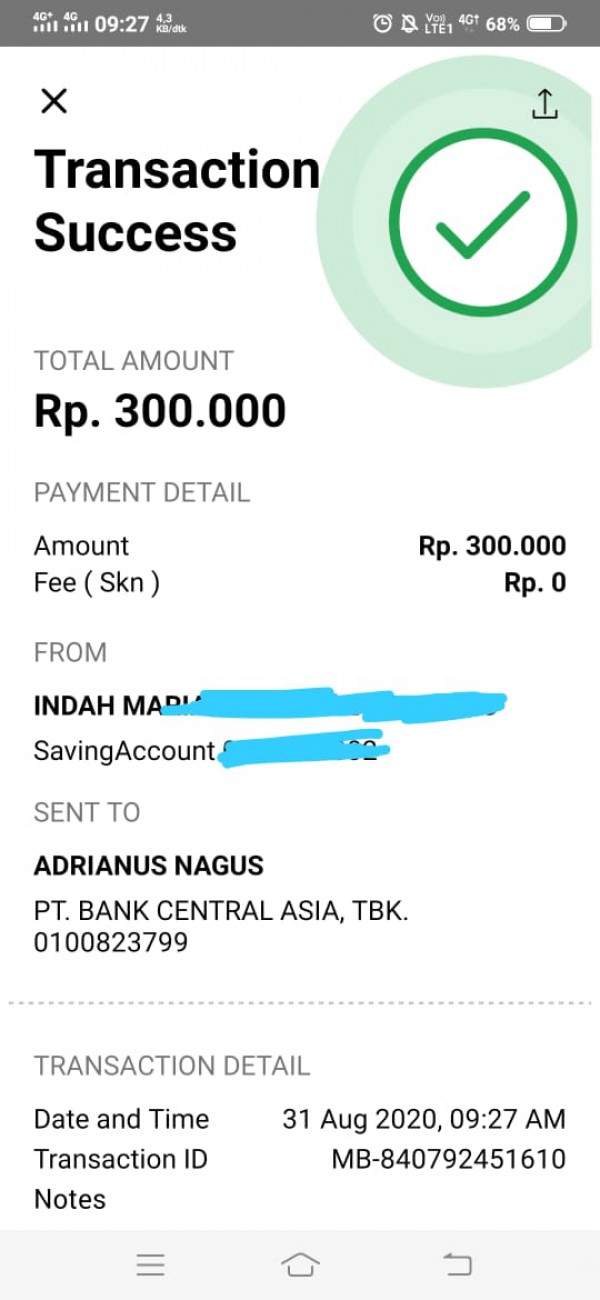 4G+ 4G 09:27 4,3 KB/dtk Vo)) LTE1 4G† 68%
Transaction
Success
TOTAL AMOUNT
Rp. 300.000
PAYMENT DETAIL
Amount Rp. 300.000
Fee ( Skn ) Rp. 0
FROM
INDAH
SavingAccount
SENT TO
ADRIANUS NAGUS
PT. BANK CENTRAL ASIA, TBK.
0100823799
TRANSACTION DETAIL
Date and Time 31 Aug 2020, 09:27 AM
Transaction ID MB-840792451610
Notes